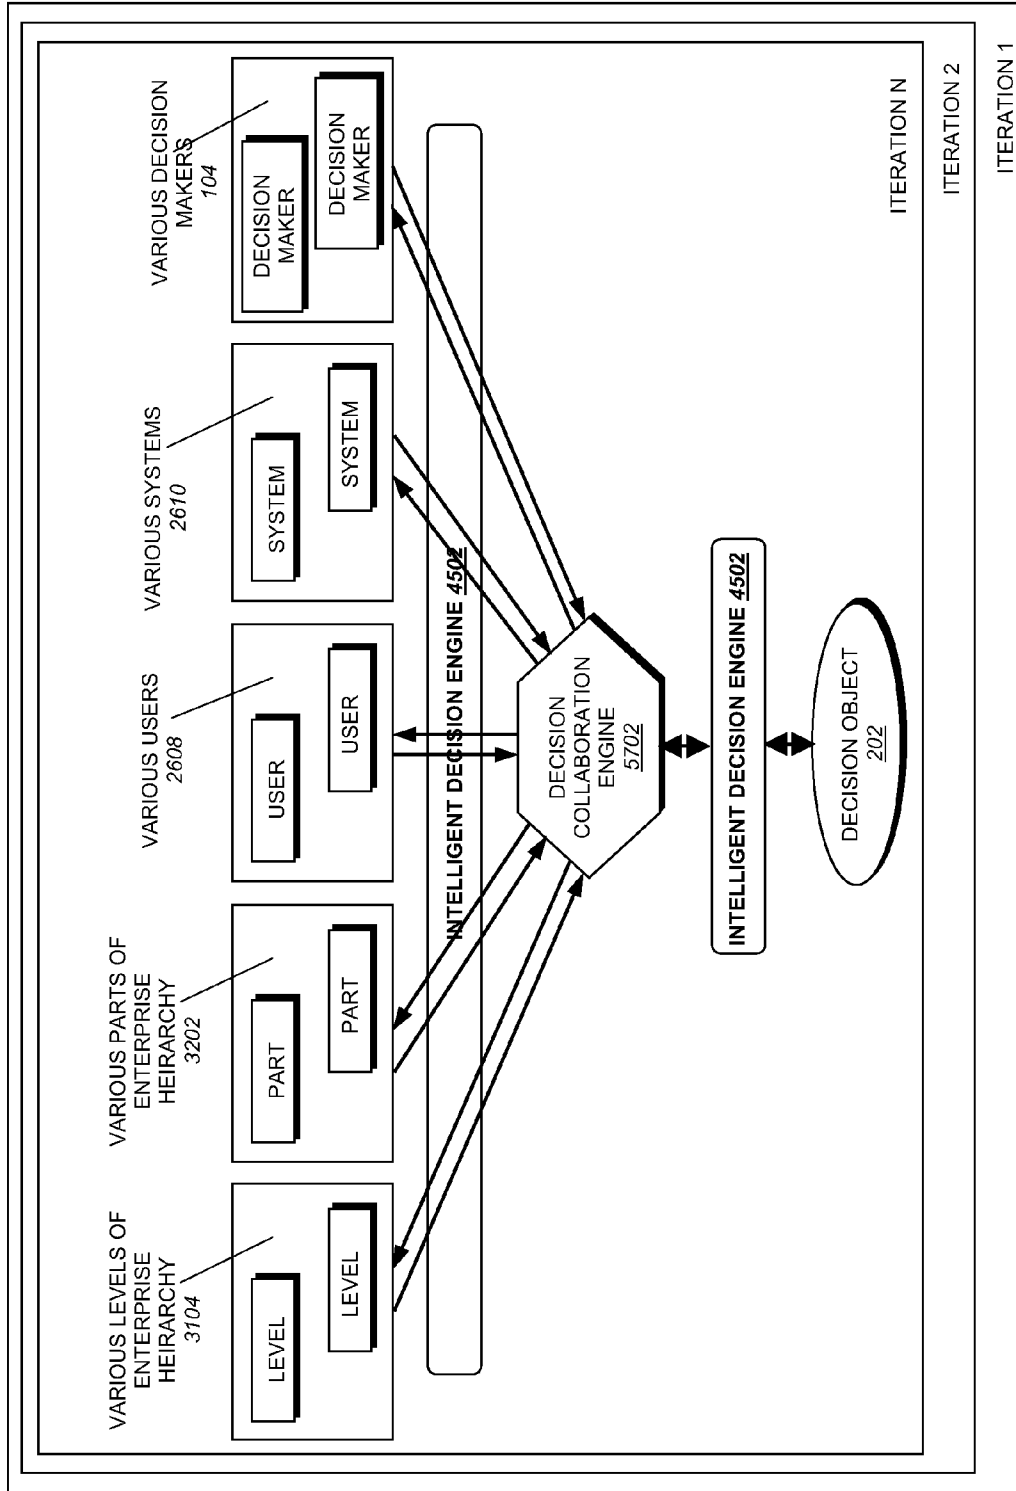 VARIOUS LEVELS OF
ENTERPRISE
HEIRARCHY
3104
VARIOUS PARTS OF
ENTERPRISE
HEIRARCHY
3202
VARIOUS USERS
2608
VARIOUS SYSTEMS
2610
VARIOUS DECISION
MAKERS
104
LEVEL
LEVEL
PART
PART
USER
USER
SYSTEM
SYSTEM
DECISION
MAKER
DECISION
MAKER
INTELLIGENT DECISION ENGINE 4502
DECISION
COLLABORATION
ENGINE
5702
INTELLIGENT DECISION ENGINE 4502
DECISION OBJECT
202
ITERATION N
ITERATION 2
ITERATION 1